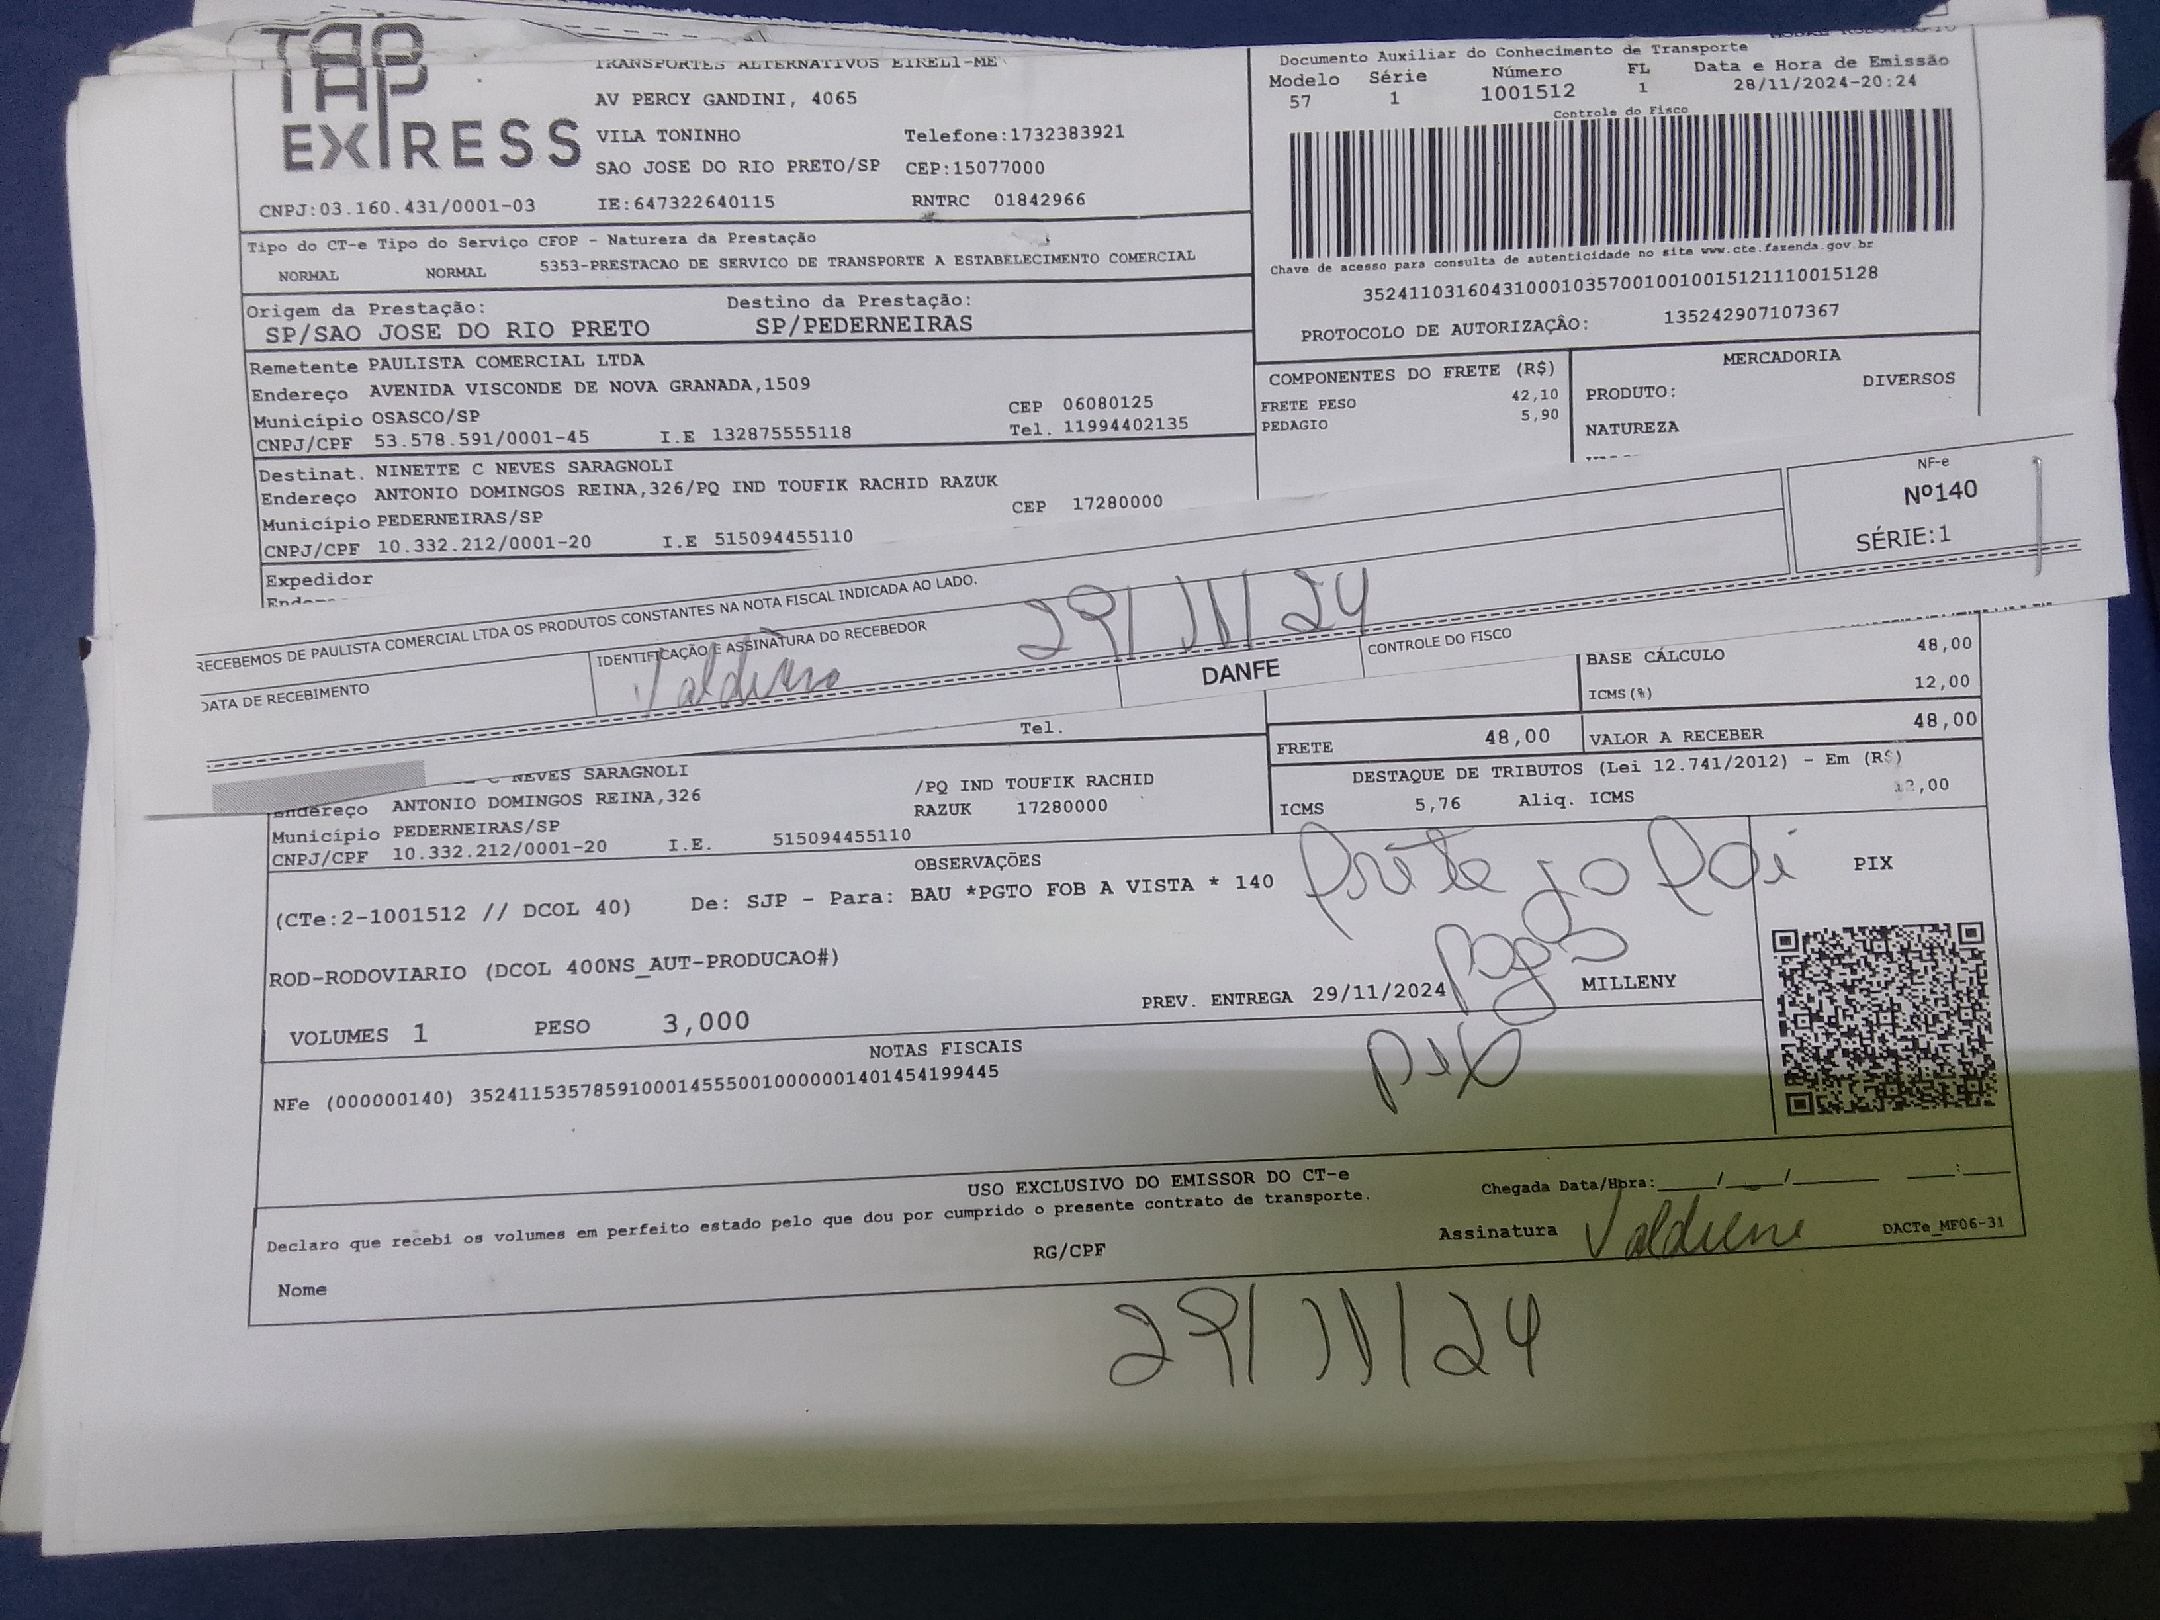 TAP
EXPRESS
TRANSPORTES ALTERNATIVOS EIRELI-ME
AV PERCY GANDINI, 4065
VILA TONINHO Telefone:1732383921
SAO JOSE DO RIO PRETO/SP CEP:15077000
CNPJ:03.160.431/0001-03 IE:647322640115 RNTRC 01842966
Documento Auxiliar do Conhecimento de Transporte
Modelo Série Número FL Data e Hora de Emissão
57 1 1001512 1 28/11/2024-20:24
Controle do Fisco
Chave de acesso para consulta de autenticidade no site www.cte.fazenda.gov.br
35241103160431000103570010010015121110015128
PROTOCOLO DE AUTORIZAÇÂO: 135242907107367
Tipo do CT-e Tipo do Serviço CFOP - Natureza da Prestação
NORMAL NORMAL 5353-PRESTACAO DE SERVICO DE TRANSPORTE A ESTABELECIMENTO COMERCIAL
Origem da Prestação: Destino da Prestação:
SP/SAO JOSE DO RIO PRETO SP/PEDERNEIRAS
Remetente PAULISTA COMERCIAL LTDA
Endereço AVENIDA VISCONDE DE NOVA GRANADA,1509
Município OSASCO/SP CEP 06080125
CNPJ/CPF 53.578.591/0001-45 I.E 132875555118 Tel. 11994402135
COMPONENTES DO FRETE (R$)
FRETE PESO 42,10
PEDAGIO 5,90
MERCADORIA
PRODUTO: DIVERSOS
NATUREZA
Destinat. NINETTE C NEVES SARAGNOLI
Endereço ANTONIO DOMINGOS REINA,326/PQ IND TOUFIK RACHID RAZUK
Município PEDERNEIRAS/SP CEP 17280000
CNPJ/CPF 10.332.212/0001-20 I.E 515094455110
Expedidor
NF-e
Nº140
SÉRIE:1
RECEBEMOS DE PAULISTA COMERCIAL LTDA OS PRODUTOS CONSTANTES NA NOTA FISCAL INDICADA AO LADO.
DATA DE RECEBIMENTO
IDENTIFICAÇÃO E ASSINATURA DO RECEBEDOR
29/11/24
DANFE
CONTROLE DO FISCO
BASE CÁLCULO 48,00
ICMS(%) 12,00
Tel.
FRETE 48,00 VALOR A RECEBER 48,00
DESTAQUE DE TRIBUTOS (Lei 12.741/2012) - Em (R$)
ICMS 5,76 Aliq. ICMS 12,00
C NEVES SARAGNOLI
Endereço ANTONIO DOMINGOS REINA,326 /PQ IND TOUFIK RACHID
RAZUK 17280000
Município PEDERNEIRAS/SP
CNPJ/CPF 10.332.212/0001-20 I.E. 515094455110
OBSERVAÇÕES
(CTe:2-1001512 // DCOL 40) De: SJP - Para: BAU *PGTO FOB A VISTA * 140
ROD-RODOVIARIO (DCOL 400NS_AUT-PRODUCAO#)
pix
PIX
PREV. ENTREGA 29/11/2024 MILLENY
VOLUMES 1 PESO 3,000
NOTAS FISCAIS
NFe (000000140) 35241153578591000145550010000001401454199445
USO EXCLUSIVO DO EMISSOR DO CT-e
Declaro que recebi os volumes em perfeito estado pelo que dou por cumprido o presente contrato de transporte.
Chegada Data/Hora:_____/_____/_______ ____:____
Nome RG/CPF Assinatura DACTe_MF06-31
29/11/24